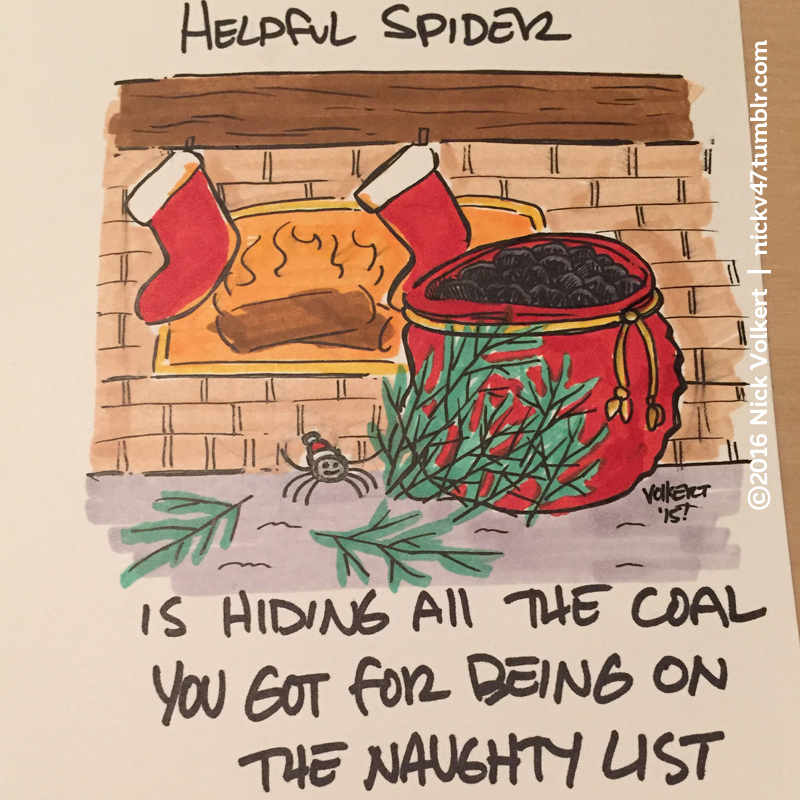 HELPFUL SPIDER
VOLKERT
'15!
IS HIDING All THE COAL
YOU GOT FOR BEING ON
THE NAUGHTY LIST
©2016 Nick Volkert | nickv47.tumblr.com